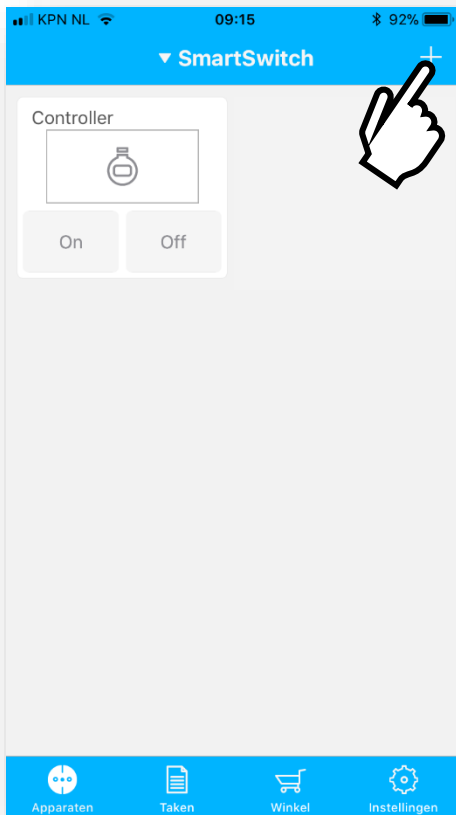 KPN NL 09:15 92%
▼ SmartSwitch
Controller
On Off
Apparaten Taken Winkel Instellingen